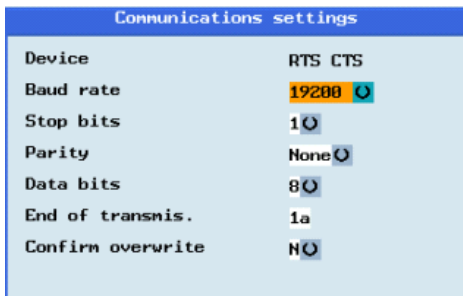 Communications settings
Device RTS CTS
Baud rate 19200
Stop bits 1
Parity None
Data bits 8
End of transmis. 1a
Confirm overwrite N